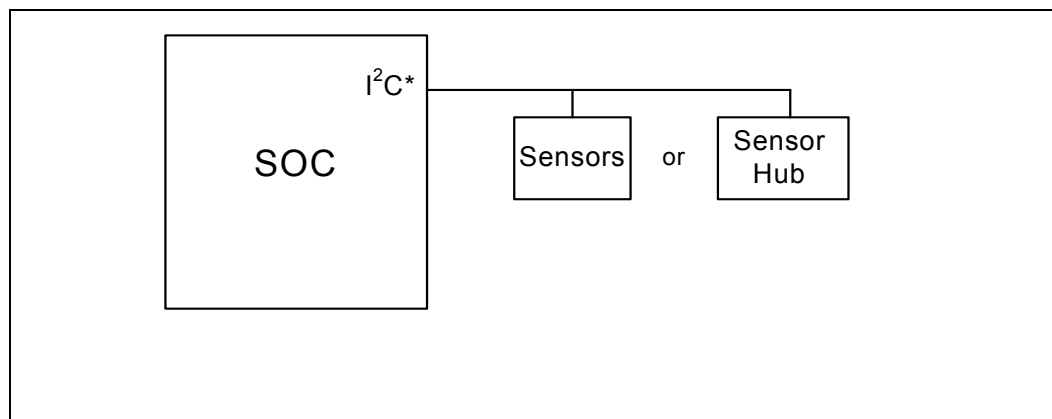 I²C*
SOC
Sensors
or
Sensor
Hub